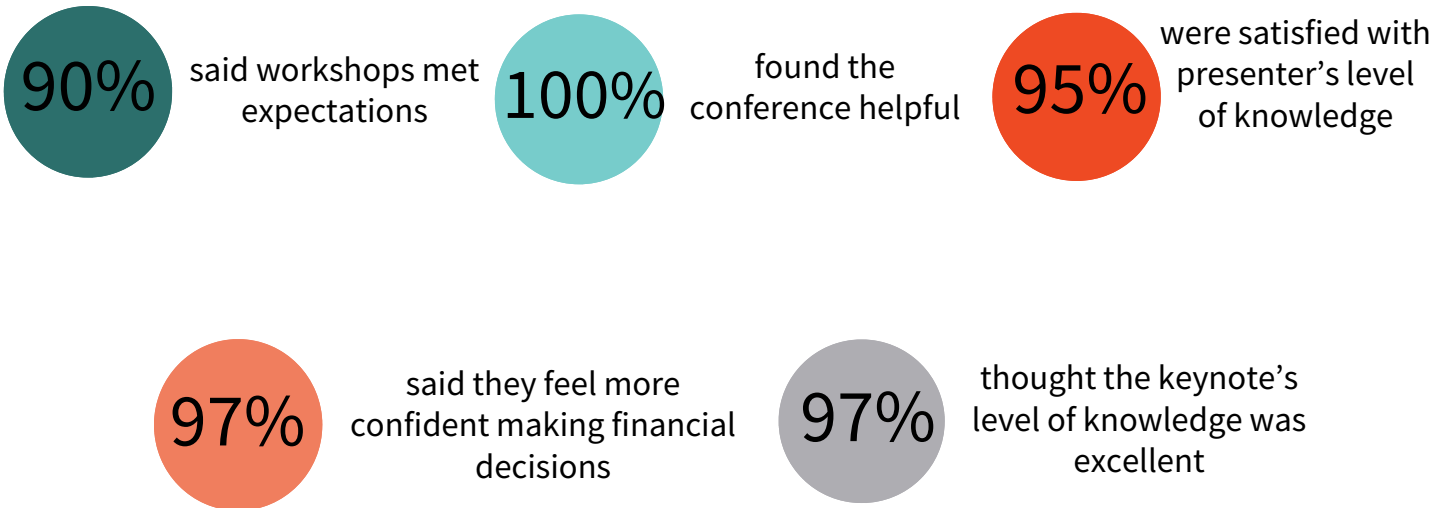 90%
said workshops met
expectations
100%
found the
conference helpful
95%
were satisfied with
presenter’s level
of knowledge
97%
said they feel more
confident making financial
decisions
97%
thought the keynote’s
level of knowledge was
excellent